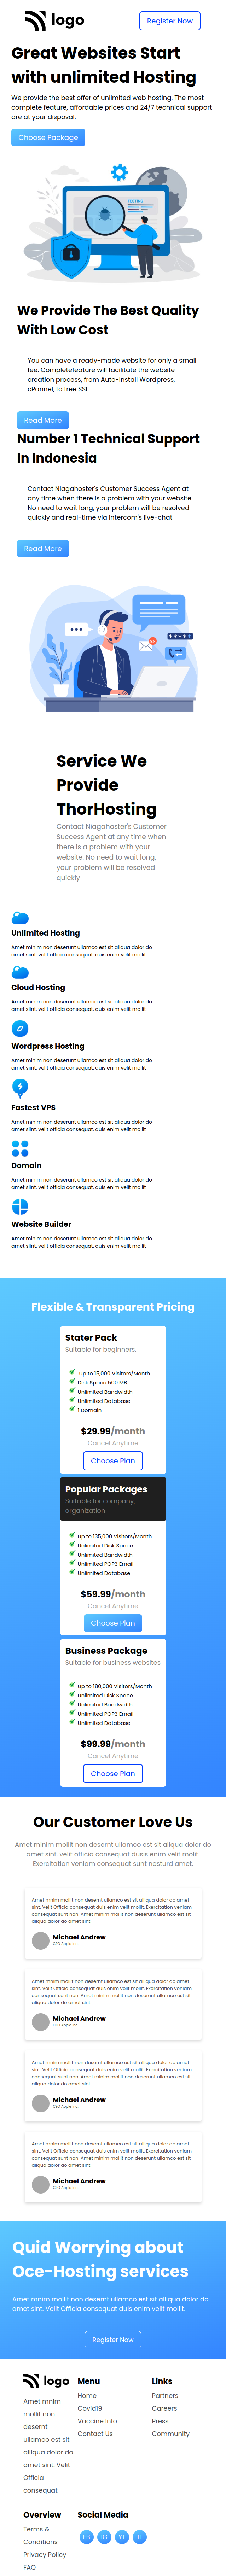 logo
Register Now
Great Websites Start
with unlimited Hosting
We provide the best offer of unlimited web hosting. The most
complete feature, affordable prices and 24/7 technical support
are at your disposal.
Choose Package
TESTING
We Provide The Best Quality
With Low Cost
You can have a ready-made website for only a small
fee. Completefeature will facilitate the website
creation process, from Auto-Install Wordpress,
cPannel, to free SSL
Read More
Number 1 Technical Support
In Indonesia
Contact Niagahoster's Customer Success Agent at
any time when there is a problem with your website.
No need to wait long, your problem will be resolved
quickly and real-time via intercom's live-chat
Read More
Service We
Provide
ThorHosting
Contact Niagahoster's Customer
Success Agent at any time when
there is a problem with your
website. No need to wait long,
your problem will be resolved
quickly
Unlimited Hosting
Amet minim non deserunt ullamco est sit aliqua dolor do
amet sint. velit officia consequat. duis enim velit mollit
Cloud Hosting
Amet minim non deserunt ullamco est sit aliqua dolor do
amet sint. velit officia consequat. duis enim velit mollit
Wordpress Hosting
Amet minim non deserunt ullamco est sit aliqua dolor do
amet sint. velit officia consequat. duis enim velit mollit
Fastest VPS
Amet minim non deserunt ullamco est sit aliqua dolor do
amet sint. velit officia consequat. duis enim velit mollit
Domain
Amet minim non deserunt ullamco est sit aliqua dolor do
amet sint. velit officia consequat. duis enim velit mollit
Website Builder
Amet minim non deserunt ullamco est sit aliqua dolor do
amet sint. velit officia consequat. duis enim velit mollit
Flexible & Transparent Pricing
Stater Pack
Suitable for beginners.
Up to 15,000 Visitors/Month
Disk Space 500 MB
Unlimited Bandwidth
Unlimited Database
1 Domain
$29.99/month
Cancel Anytime
Choose Plan
Popular Packages
Suitable for company,
organization
Up to 135,000 Visitors/Month
Unlimited Disk Space
Unlimited Bandwidth
Unlimited POP3 Email
Unlimited Database
$59.99/month
Cancel Anytime
Choose Plan
Business Package
Suitable for business websites
Up to 180,000 Visitors/Month
Unlimited Disk Space
Unlimited Bandwidth
Unlimited POP3 Email
Unlimited Database
$99.99/month
Cancel Anytime
Choose Plan
Our Customer Love Us
Amet minim mollit non desernt ullamco est sit alliqua dolor do
amet sint. velit officia consequat dusis enim velit mollit.
Exercitation veniam consequat sunt nosturd amet.
Amet mnim mollit non desernt ullamco est sit alliqua dolor do amet
sint. Velit Officia consequat duis enim velit mollit. Exercitation veniam
consequat sunt non. Amet minim mollit non deserunt ullamco est sit
aliqua dolor do amet sint.
Michael Andrew
CEO Apple Inc.
Amet mnim mollit non desernt ullamco est sit alliqua dolor do amet
sint. Velit Officia consequat duis enim velit mollit. Exercitation veniam
consequat sunt non. Amet minim mollit non deserunt ullamco est sit
aliqua dolor do amet sint.
Michael Andrew
CEO Apple Inc.
Amet mnim mollit non desernt ullamco est sit alliqua dolor do amet
sint. Velit Officia consequat duis enim velit mollit. Exercitation veniam
consequat sunt non. Amet minim mollit non deserunt ullamco est sit
aliqua dolor do amet sint.
Michael Andrew
CEO Apple Inc.
Amet mnim mollit non desernt ullamco est sit alliqua dolor do amet
sint. Velit Officia consequat duis enim velit mollit. Exercitation veniam
consequat sunt non. Amet minim mollit non deserunt ullamco est sit
aliqua dolor do amet sint.
Michael Andrew
CEO Apple Inc.
Quid Worrying about
Oce-Hosting services
Amet mnim mollit non desernt ullamco est sit alliqua dolor do
amet sint. Velit Officia consequat duis enim velit mollit.
Register Now
logo
Amet mnim
mollit non
desernt
ullamco est sit
alliqua dolor do
amet sint. Velit
Officia
consequat
Menu
Home
Covid19
Vaccine Info
Contact Us
Links
Partners
Careers
Press
Community
Overview
Terms &
Conditions
Privacy Policy
FAQ
Social Media
FB
IG
YT
LI